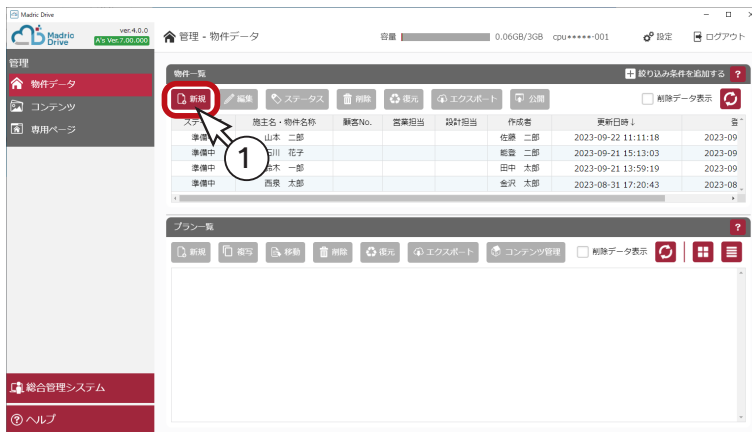 Madric Drive
Madric Drive ver.4.0.0 A's Ver.7.00.000
管理 - 物件データ 容量 0.06GB/3GB cpu*****-001 設定 ログアウト
管理
物件データ
コンテンツ
専用ページ
総合管理システム
ヘルプ
物件一覧 絞り込み条件を追加する ?
新規 編集 ステータス 削除 復元 エクスポート 公開 削除データ表示
ステ 施主名・物件名称 顧客No. 営業担当 設計担当 作成者 更新日時↓
準備 山本 二郎 佐藤 二郎 2023-09-22 11:11:18 2023-09
準備中 川 花子 能登 二郎 2023-09-21 15:13:03 2023-09
準備中 木 一郎 田中 太郎 2023-09-21 13:59:19 2023-09
準備中 西泉 太郎 金沢 太郎 2023-08-31 17:20:43 2023-08
1
プラン一覧 ?
新規 複写 移動 削除 復元 エクスポート コンテンツ管理 削除データ表示